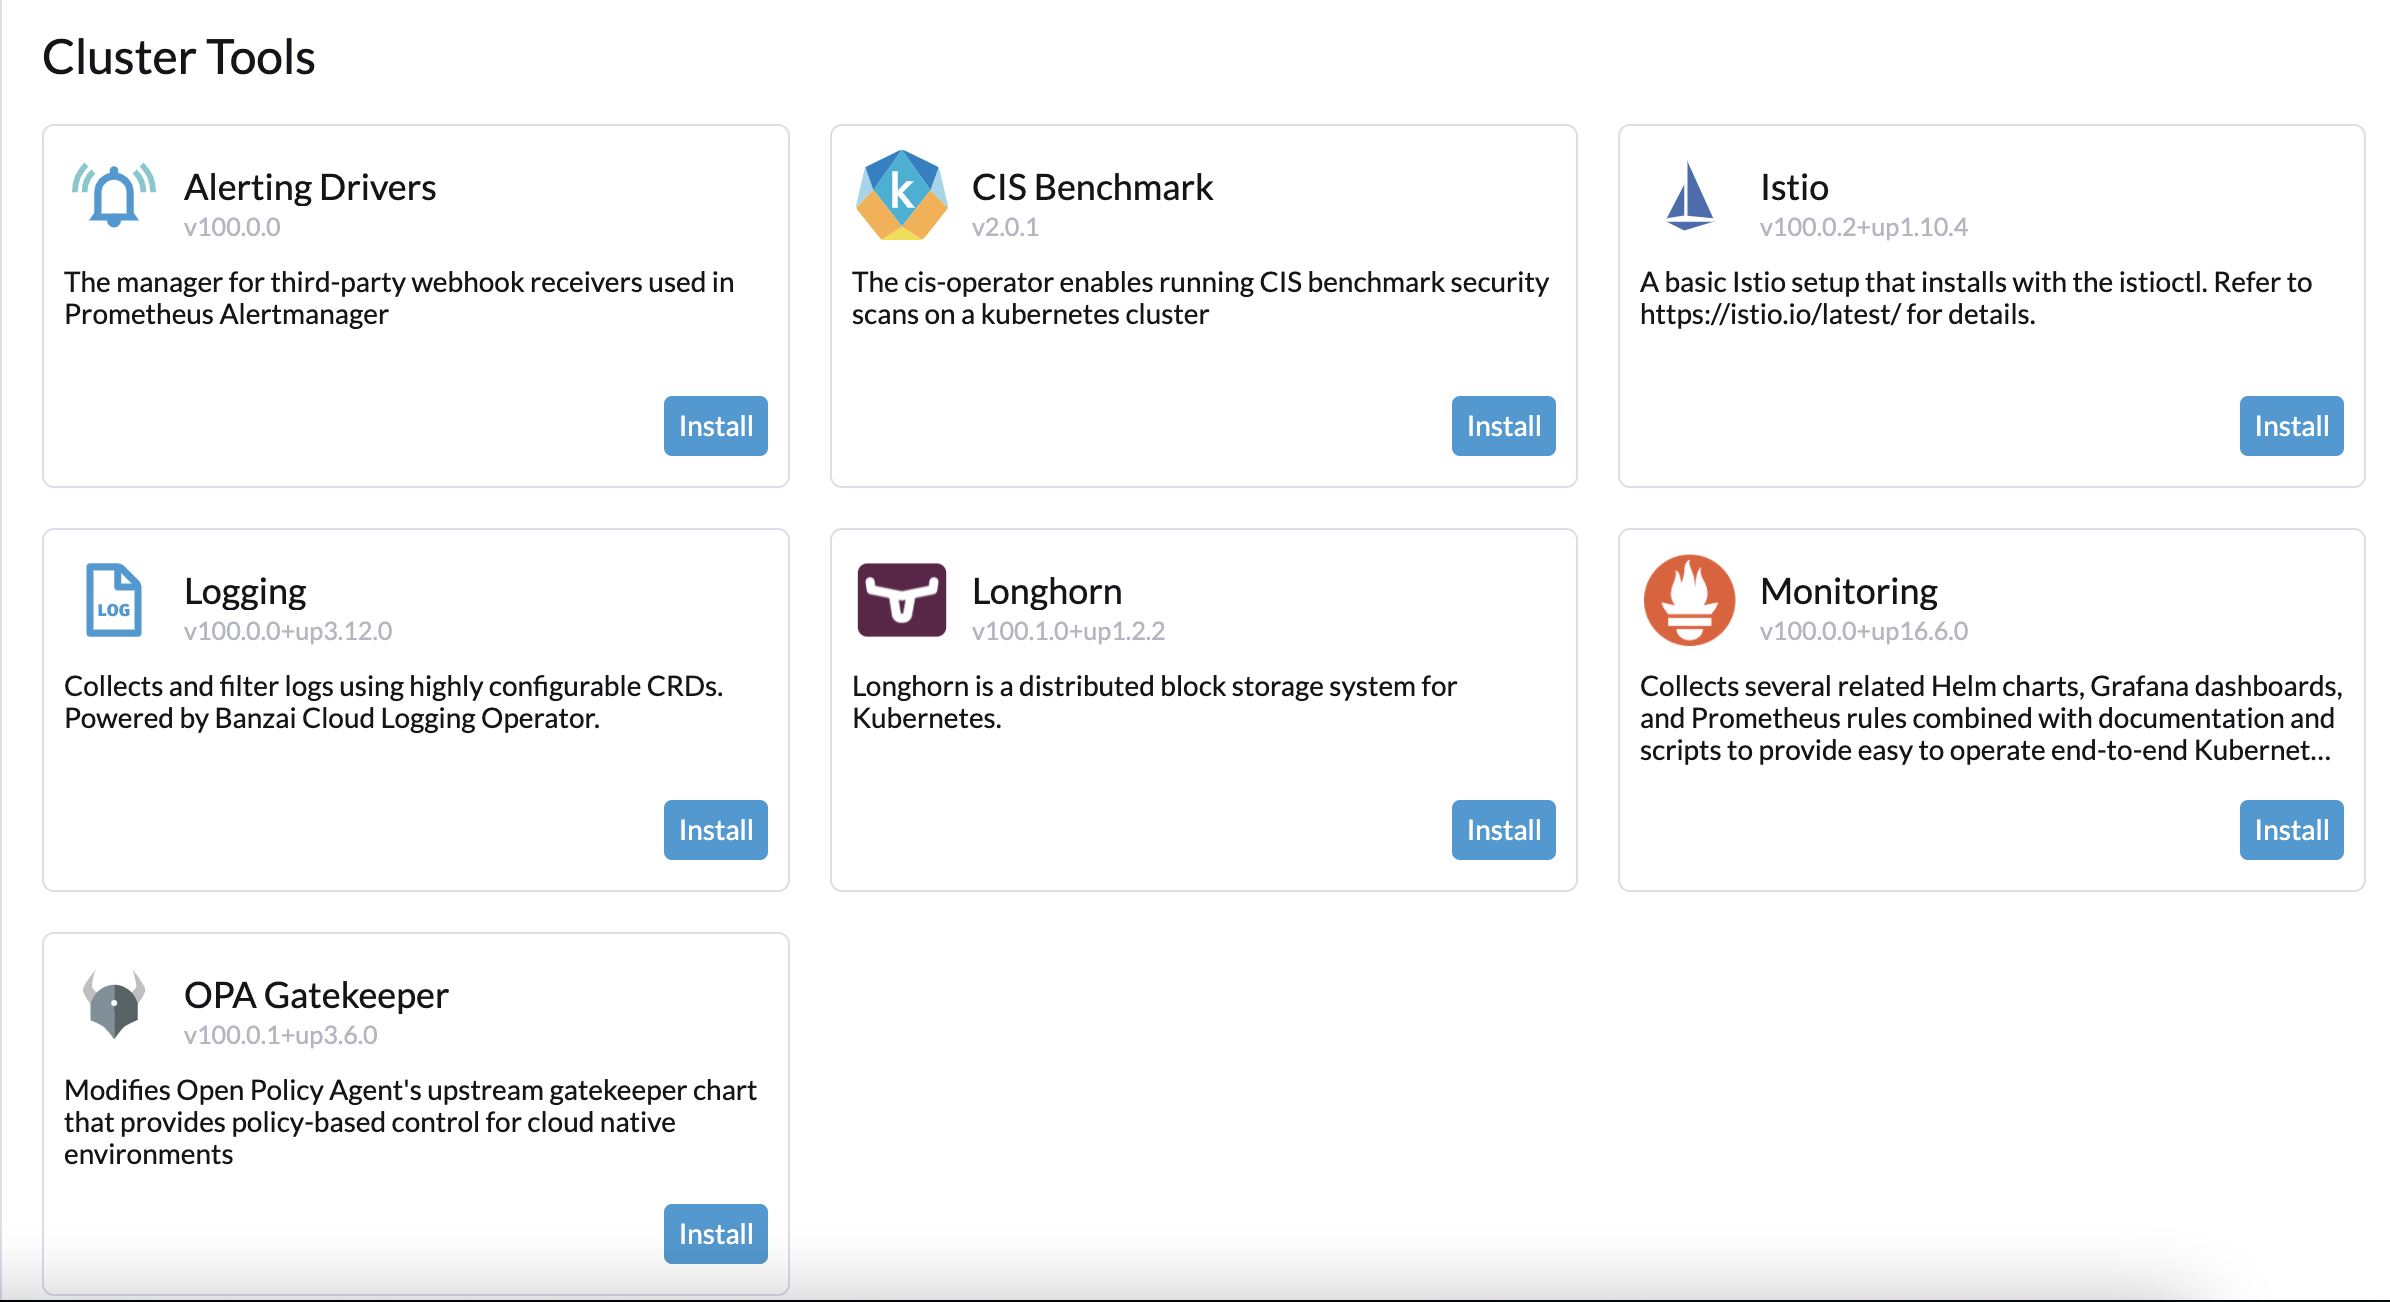 Cluster Tools
Alerting Drivers
v100.0.0
The manager for third-party webhook receivers used in
Prometheus Alertmanager
Install
k
CIS Benchmark
v2.0.1
The cis-operator enables running CIS benchmark security
scans on a kubernetes cluster
Install
Istio
v100.0.2+up1.10.4
A basic Istio setup that installs with the istioctl. Refer to
https://istio.io/latest/ for details.
Install
LOG
Logging
v100.0.0+up3.12.0
Collects and filter logs using highly configurable CRDs.
Powered by Banzai Cloud Logging Operator.
Install
Longhorn
v100.1.0+up1.2.2
Longhorn is a distributed block storage system for
Kubernetes.
Install
Monitoring
v100.0.0+up16.6.0
Collects several related Helm charts, Grafana dashboards,
and Prometheus rules combined with documentation and
scripts to provide easy to operate end-to-end Kubernet...
Install
OPA Gatekeeper
v100.0.1+up3.6.0
Modifies Open Policy Agent's upstream gatekeeper chart
that provides policy-based control for cloud native
environments
Install